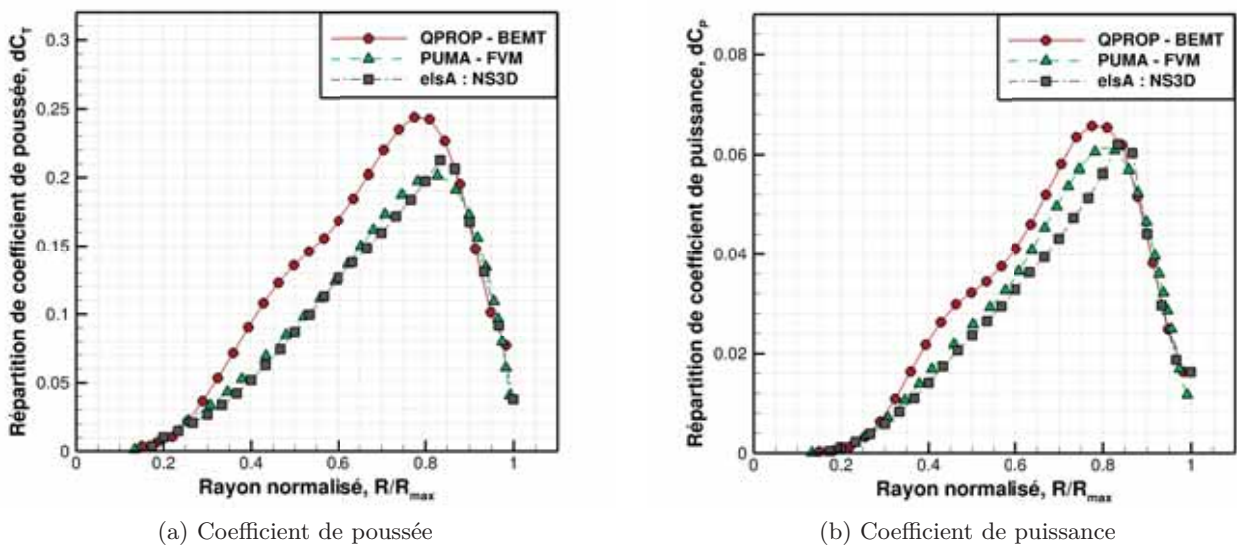 Répartition de coefficient de poussée, dC_T
0.3
0.25
0.2
0.15
0.1
0.05
0
QPROP - BEMT
PUMA - FVM
elsA : NS3D
0 0.2 0.4 0.6 0.8 1
Rayon normalisé, R/R_max
(a) Coefficient de poussée
Répartition de coefficient de puissance, dC_P
0.08
0.06
0.04
0.02
0
QPROP - BEMT
PUMA - FVM
elsA : NS3D
0 0.2 0.4 0.6 0.8 1
Rayon normalisé, R/R_max
(b) Coefficient de puissance